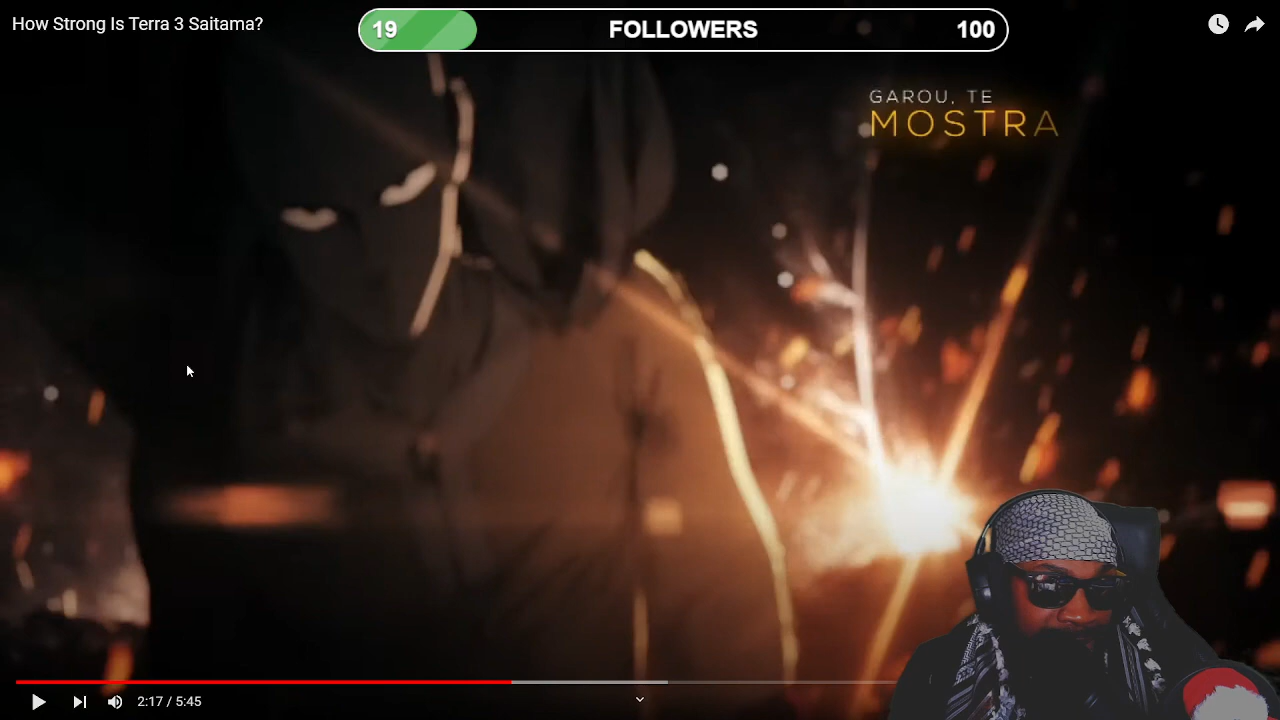 How Strong Is Terra 3 Saitama?
19 FOLLOWERS 100
GAROU, TE
MOSTRA
2:17 / 5:45